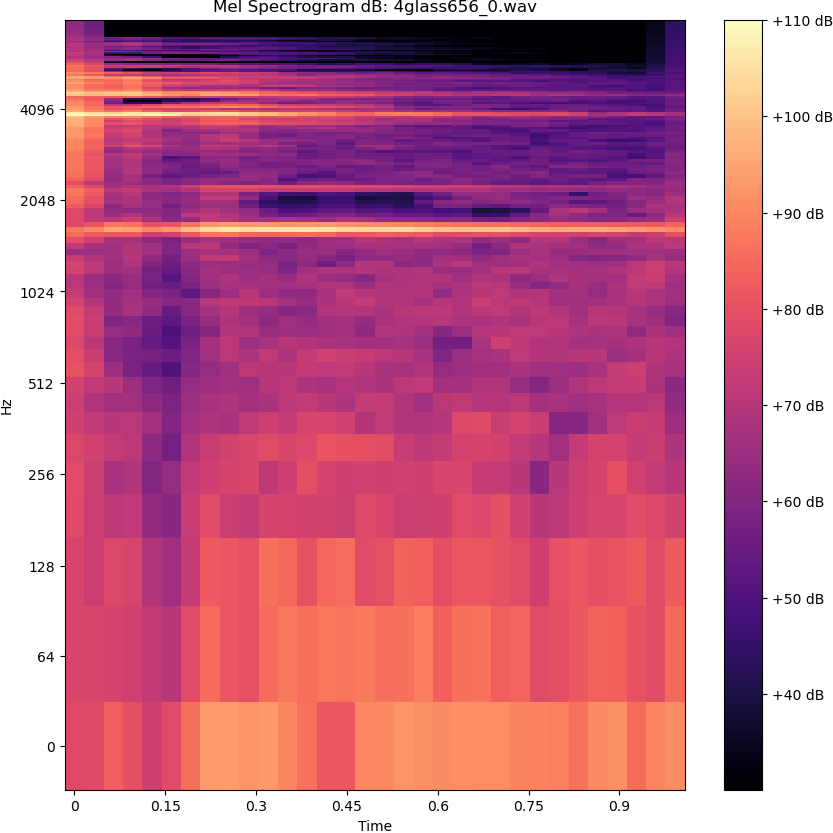 Mel Spectrogram dB: 4glass656_0.wav
+110 dB
+100 dB
+90 dB
+80 dB
+70 dB
+60 dB
+50 dB
+40 dB
Hz
4096
2048
1024
512
256
128
64
0
0 0.15 0.3 0.45 0.6 0.75 0.9
Time